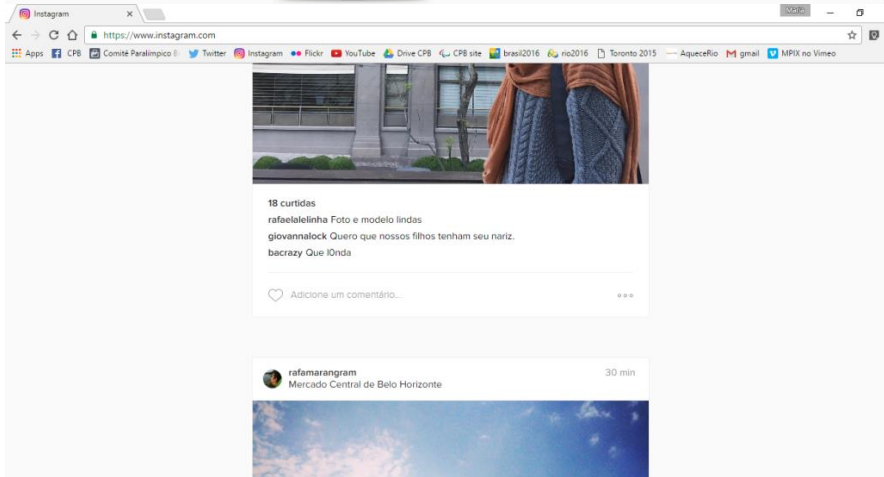 Instagram
Maria
https://www.instagram.com
Apps CPB Comitê Paralímpico B Twitter Instagram Flickr YouTube Drive CPB CPB site brasil2016 rio2016 Toronto 2015 AqueceRio gmail MPIX no Vimeo
18 curtidas
rafaelalelinha Foto e modelo lindas
giovannalock Quero que nossos filhos tenham seu nariz.
bacrazy Que l0nda
Adicione um comentário...
rafamarangram 30 min
Mercado Central de Belo Horizonte